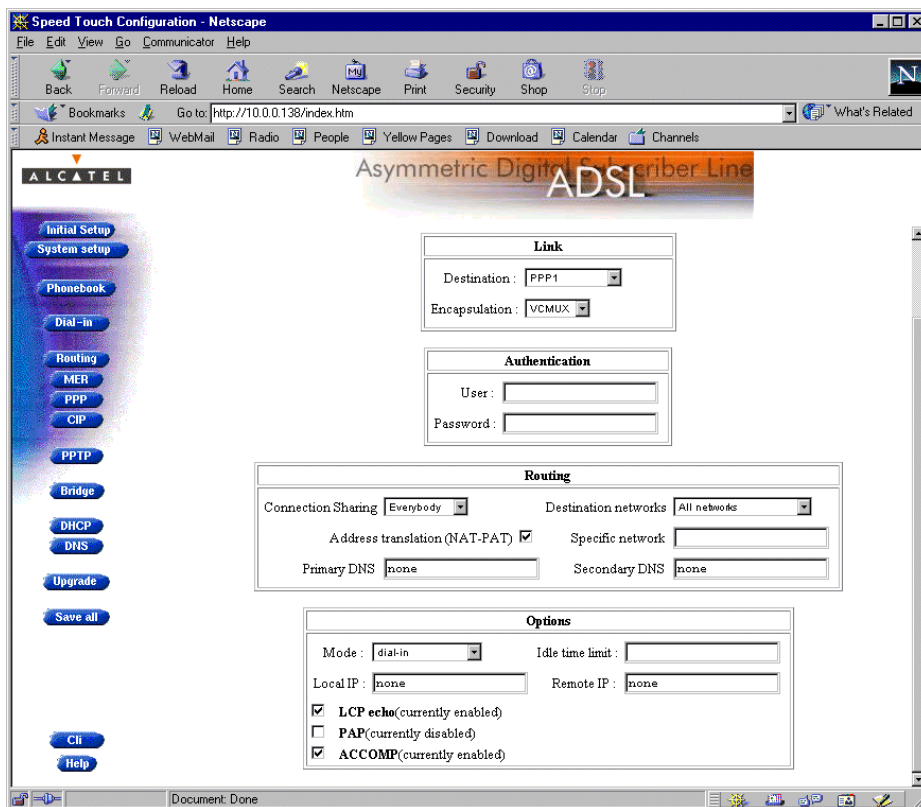 Speed Touch Configuration - Netscape
File Edit View Go Communicator Help
Back Forward Reload Home Search Netscape Print Security Shop Stop
My
N
Bookmarks Go to: http://10.0.0.138/index.htm What's Related
Instant Message WebMail Radio People Yellow Pages Download Calendar Channels
ALCATEL
Asymmetric Digital Subscriber Line
ADSL
Initial Setup
System setup
Phonebook
Dial-in
Routing
MER
PPP
CIP
PPTP
Bridge
DHCP
DNS
Upgrade
Save all
Cli
Help
Link
Destination : PPP1
Encapsulation : VCMUX
Authentication
User :
Password :
Routing
Connection Sharing Everybody Destination networks All networks
Address translation (NAT-PAT) Specific network
Primary DNS none Secondary DNS none
Options
Mode : dial-in Idle time limit :
Local IP : none Remote IP : none
LCP echo(currently enabled)
PAP(currently disabled)
ACCOMP(currently enabled)
Document: Done